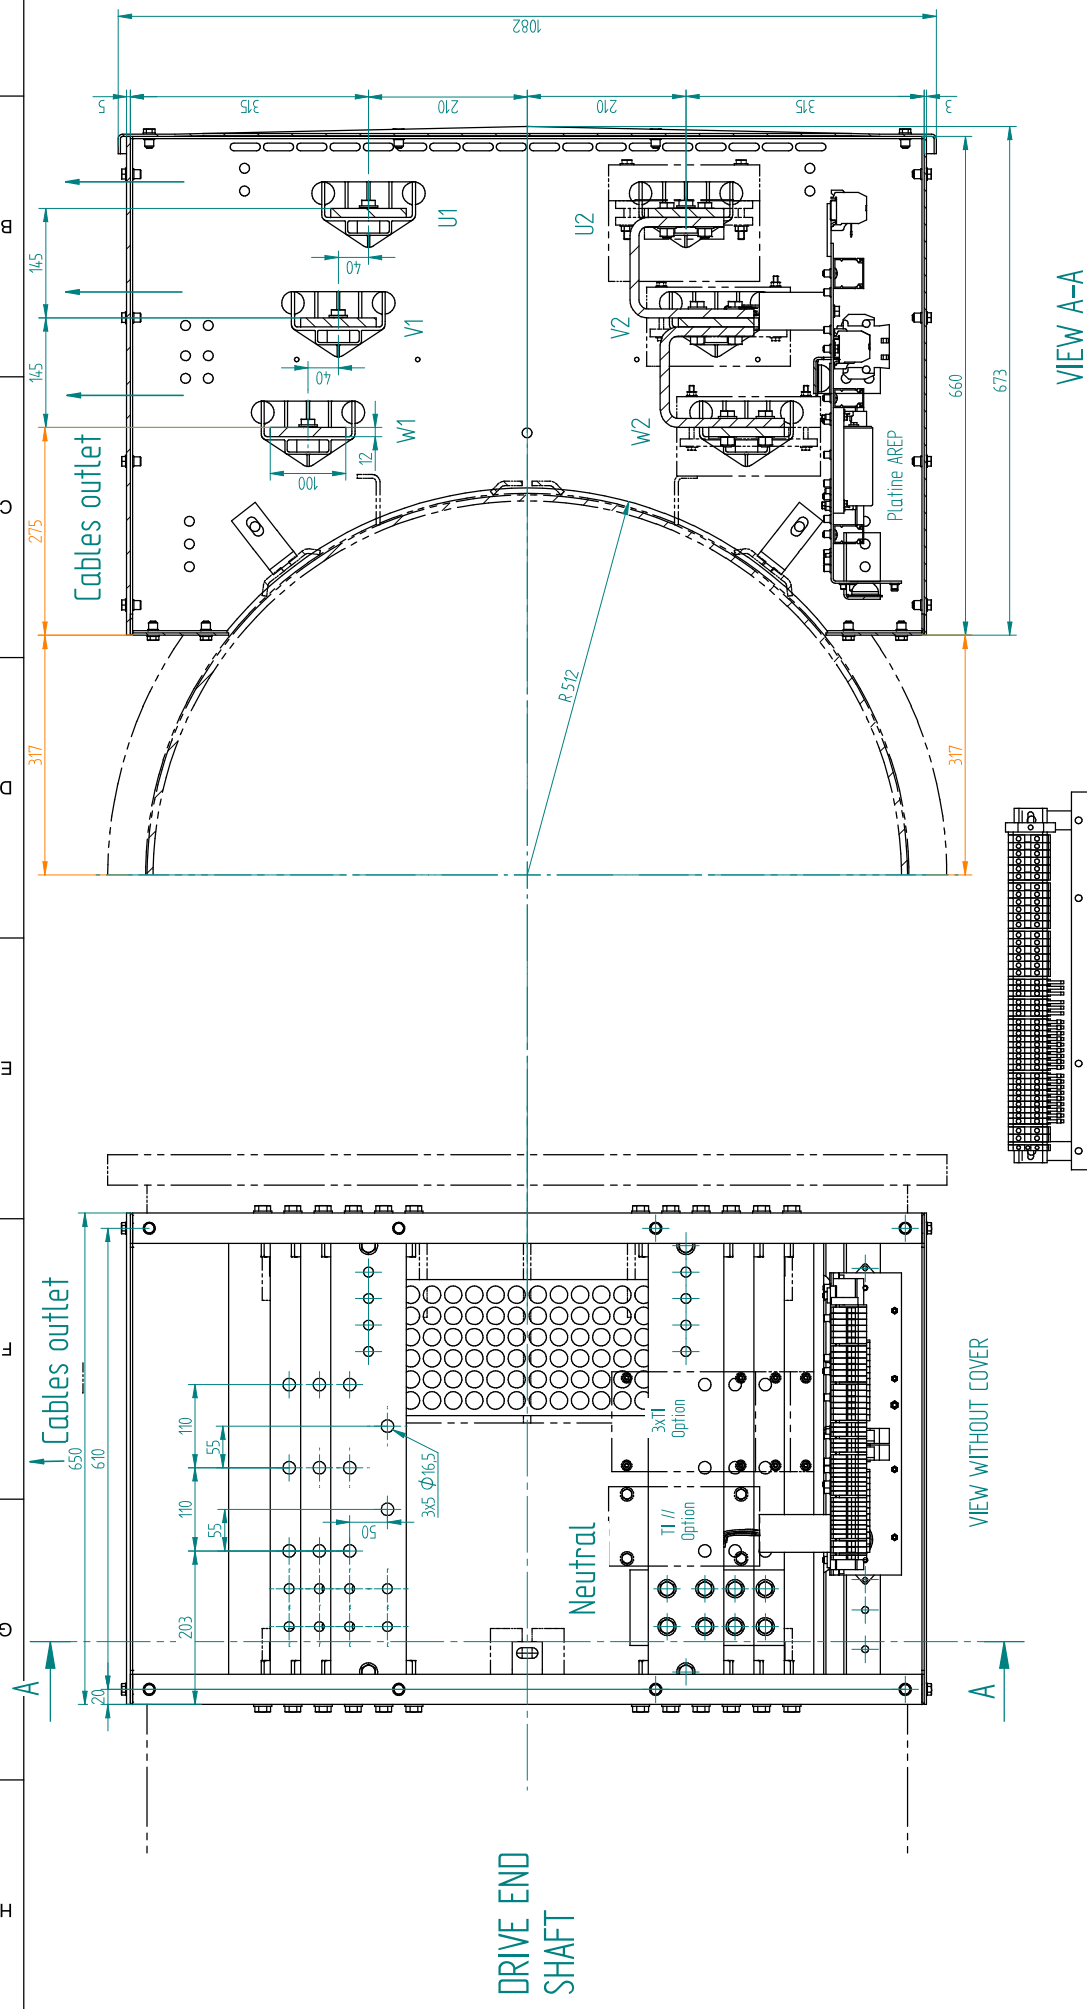 1082
5
315
210
210
315
3
B
145
145
40
40
U1
V1
W1
U2
V2
W2
12
100
Cables outlet
275
C
660
673
VIEW A-A
Platine AREP
R 512
317
317
D
E
F
Cables outlet
650
610
110
55
110
55
50
203
20
3x5 Φ16,5
3xTI
Option
TI //
Option
Neutral
VIEW WITHOUT COVER
G
A
A
H
DRIVE END
SHAFT